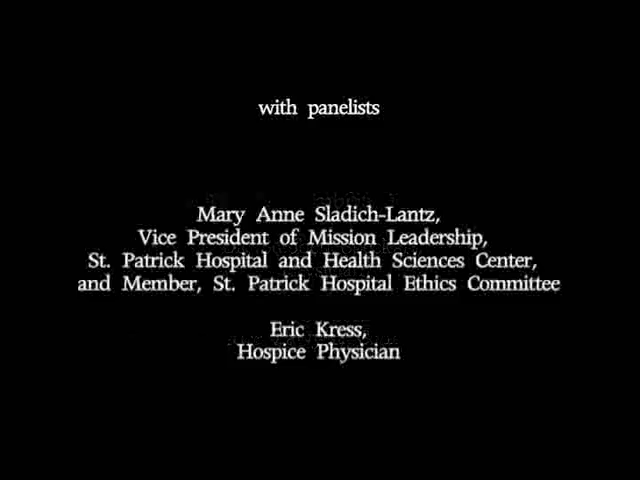 with panelists
Mary Anne Sladich-Lantz,
Vice President of Mission Leadership,
St. Patrick Hospital and Health Sciences Center,
and Member, St. Patrick Hospital Ethics Committee
Eric Kress,
Hospice Physician